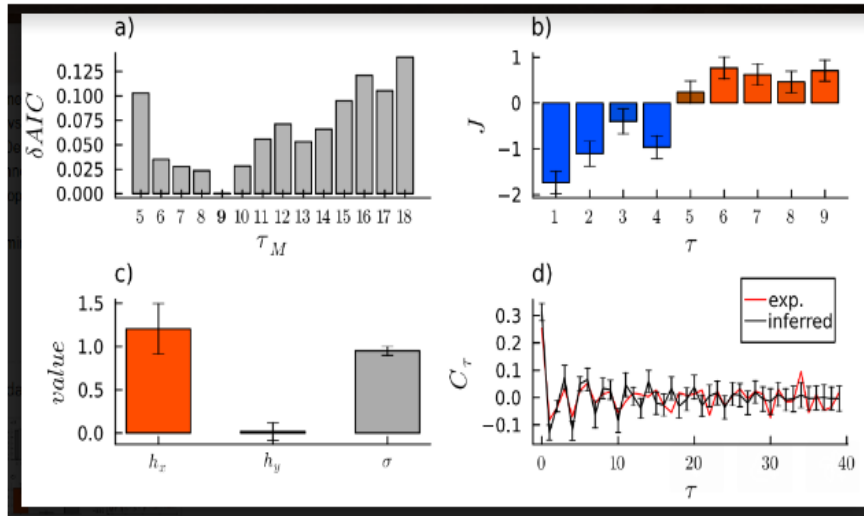 a)
δAIC
0.125
0.100
0.075
0.050
0.025
0.000
5 6 7 8 9 10 11 12 13 14 15 16 17 18
τ_M
b)
J
1
0
−1
−2
1 2 3 4 5 6 7 8 9
τ
c)
value
1.5
1.0
0.5
0.0
h_x h_y σ
d)
C_τ
0.3
0.2
0.1
0.0
−0.1
exp.
inferred
0 10 20 30 40
τ